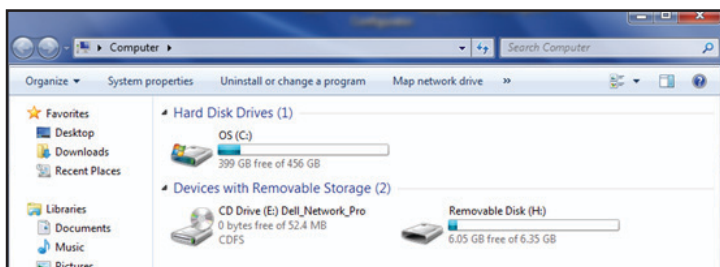 Computer
Search Computer
Organize
System properties
Uninstall or change a program
Map network drive
»
Favorites
Desktop
Downloads
Recent Places
Libraries
Documents
Music
Pictures
Hard Disk Drives (1)
OS (C:)
399 GB free of 456 GB
Devices with Removable Storage (2)
CD Drive (E:) Dell_Network_Pro
0 bytes free of 52.4 MB
CDFS
Removable Disk (H:)
6.05 GB free of 6.35 GB